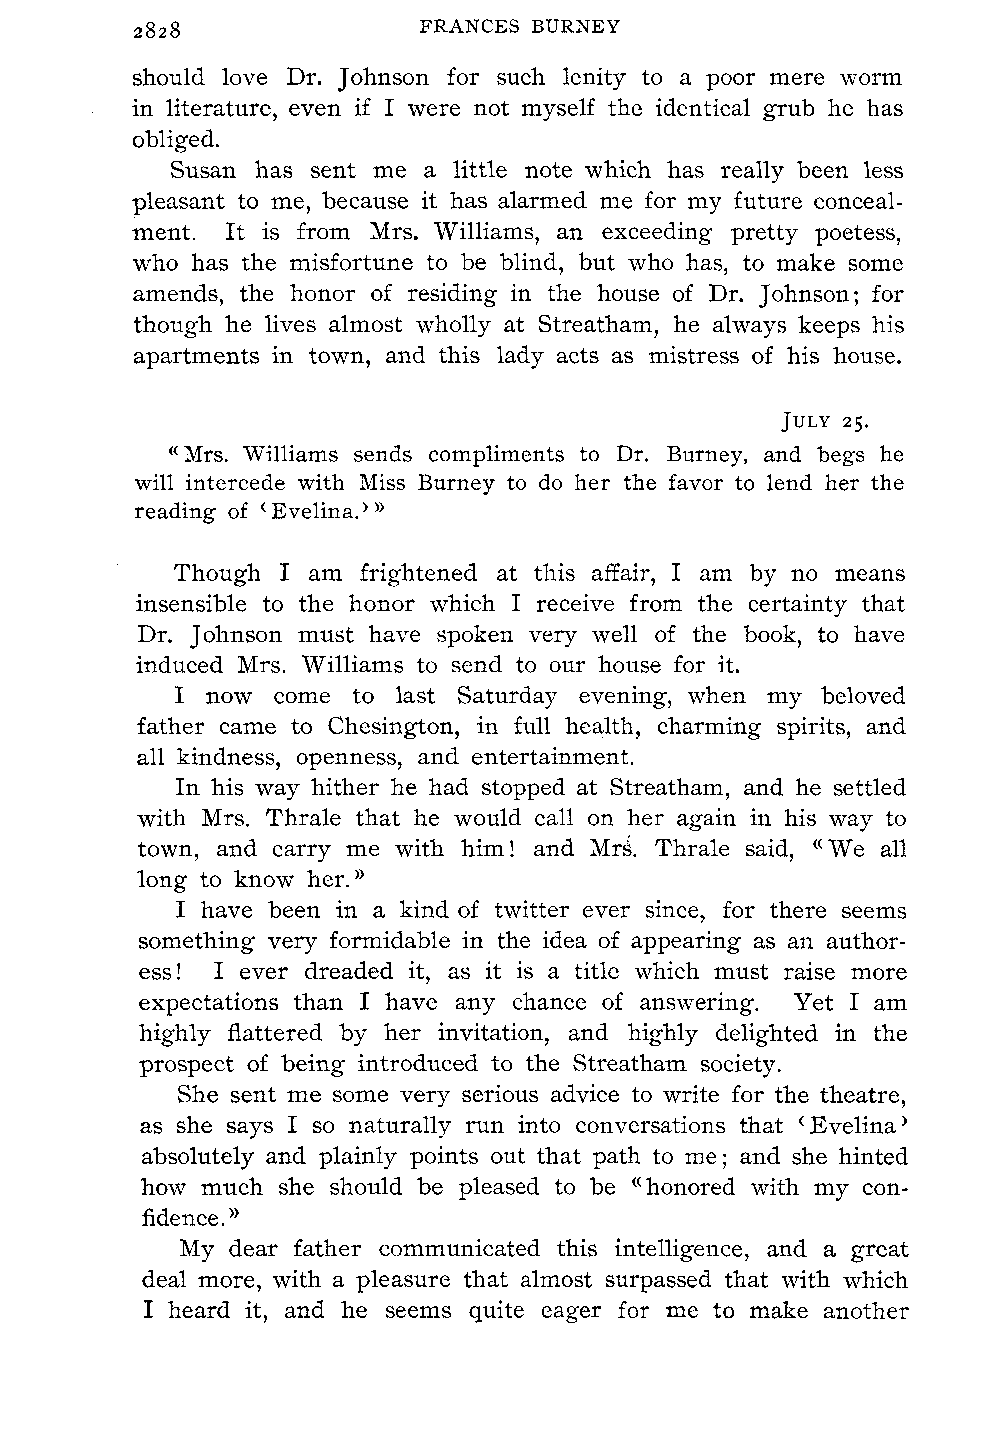 2828 FRANCES BURNEY
should love Dr. Johnson for such lenity to a poor mere worm
in literature, even if I were not myself the identical grub he has
obliged.
Susan has sent me a little note which has really been less
pleasant to me, because it has alarmed me for my future conceal-
ment. It is from Mrs. Williams, an exceeding pretty poetess,
who has the misfortune to be blind, but who has, to make some
amends, the honor of residing in the house of Dr. Johnson; for
though he lives almost wholly at Streatham, he always keeps his
apartments in town, and this lady acts as mistress of his house.
JULY 25.
«Mrs. Williams sends compliments to Dr. Burney, and begs he
will intercede with Miss Burney to do her the favor to lend her the
reading of ‹Evelina.›»
Though I am frightened at this affair, I am by no means
insensible to the honor which I receive from the certainty that
Dr. Johnson must have spoken very well of the book, to have
induced Mrs. Williams to send to our house for it.
I now come to last Saturday evening, when my beloved
father came to Chesington, in full health, charming spirits, and
all kindness, openness, and entertainment.
In his way hither he had stopped at Streatham, and he settled
with Mrs. Thrale that he would call on her again in his way to
town, and carry me with him! and Mrs. Thrale said, «We all
long to know her.»
I have been in a kind of twitter ever since, for there seems
something very formidable in the idea of appearing as an author-
ess! I ever dreaded it, as it is a title which must raise more
expectations than I have any chance of answering. Yet I am
highly flattered by her invitation, and highly delighted in the
prospect of being introduced to the Streatham society.
She sent me some very serious advice to write for the theatre,
as she says I so naturally run into conversations that ‹Evelina›
absolutely and plainly points out that path to me; and she hinted
how much she should be pleased to be «honored with my con-
fidence.»
My dear father communicated this intelligence, and a great
deal more, with a pleasure that almost surpassed that with which
I heard it, and he seems quite eager for me to make another